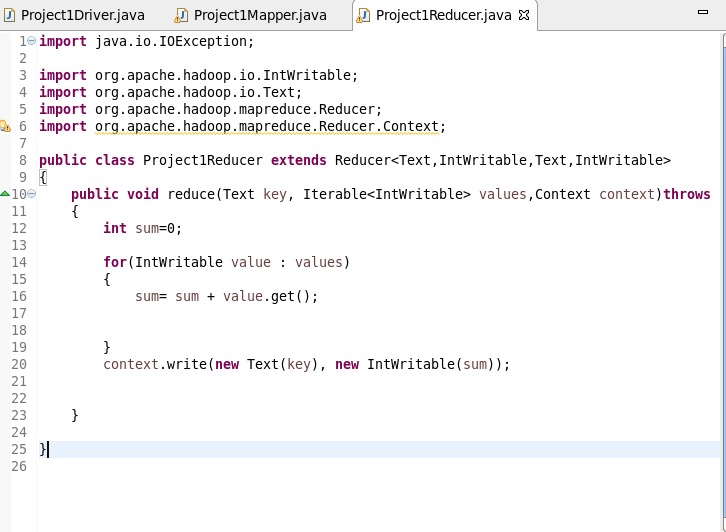 Project1Driver.java Project1Mapper.java Project1Reducer.java
1 import java.io.IOException;
2
3 import org.apache.hadoop.io.IntWritable;
4 import org.apache.hadoop.io.Text;
5 import org.apache.hadoop.mapreduce.Reducer;
6 import org.apache.hadoop.mapreduce.Reducer.Context;
7
8 public class Project1Reducer extends Reducer<Text,IntWritable,Text,IntWritable>
9 {
10 public void reduce(Text key, Iterable<IntWritable> values,Context context)throws
11 {
12 int sum=0;
13
14 for(IntWritable value : values)
15 {
16 sum= sum + value.get();
17
18
19 }
20 context.write(new Text(key), new IntWritable(sum));
21
22
23 }
24
25 }
26